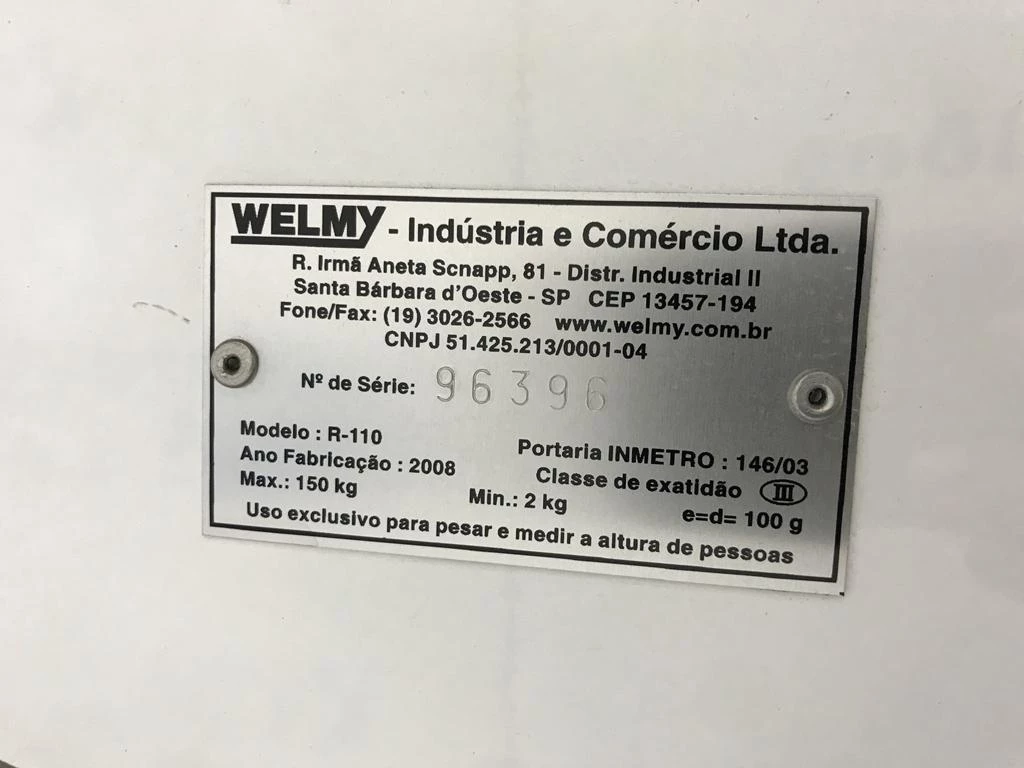 WELMY - Indústria e Comércio Ltda.
R. Irmã Aneta Scnapp, 81 - Distr. Industrial II
Santa Bárbara d'Oeste - SP CEP 13457-194
Fone/Fax: (19) 3026-2566 www.welmy.com.br
CNPJ 51.425.213/0001-04
Nº de Série: 96396
Modelo : R-110
Portaria INMETRO : 146/03
Ano Fabricação : 2008
Classe de exatidão III
Max.: 150 kg
Min.: 2 kg
e=d= 100 g
Uso exclusivo para pesar e medir a altura de pessoas